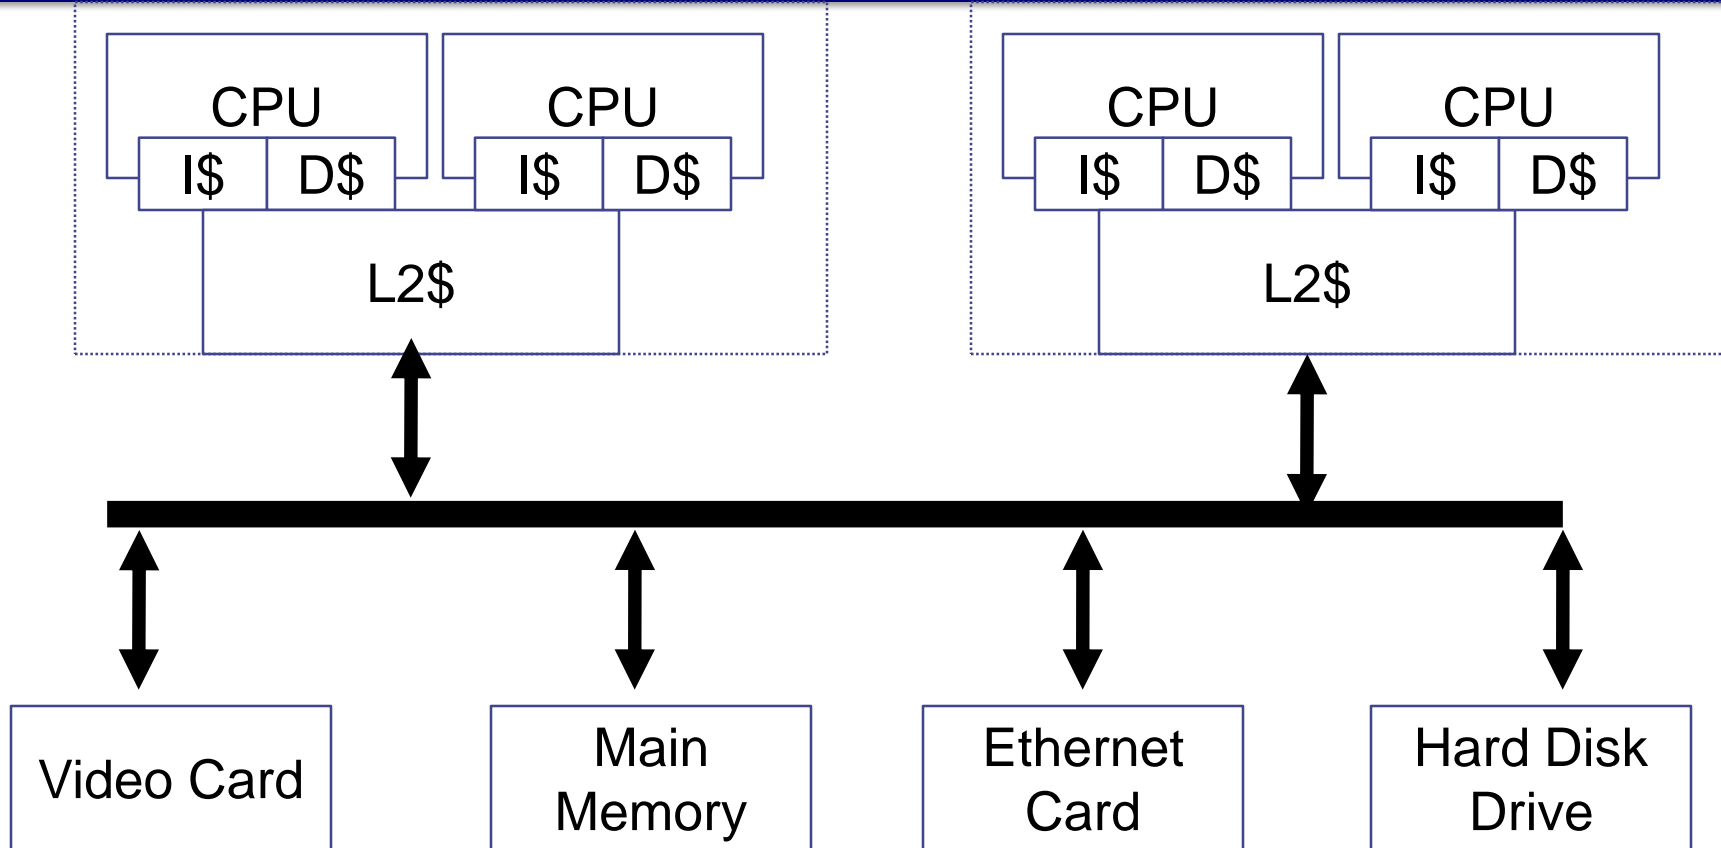 CPU CPU CPU CPU
I$ D$ I$ D$ I$ D$ I$ D$
L2$ L2$
Video Card
Main
Memory
Ethernet
Card
Hard Disk
Drive